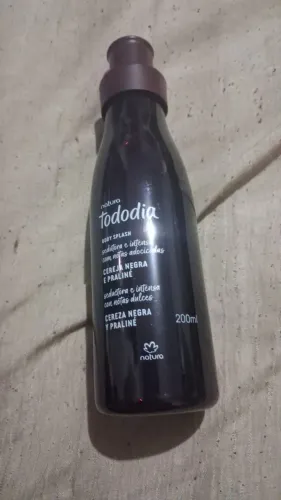 natura
tododia
BODY SPLASH
sedutora e intensa
com notas adocicadas
CEREJA NEGRA
E PRALINÉ
seductora e intensa
con notas dulces
CEREZA NEGRA
Y PRALINÉ
200ml
natura